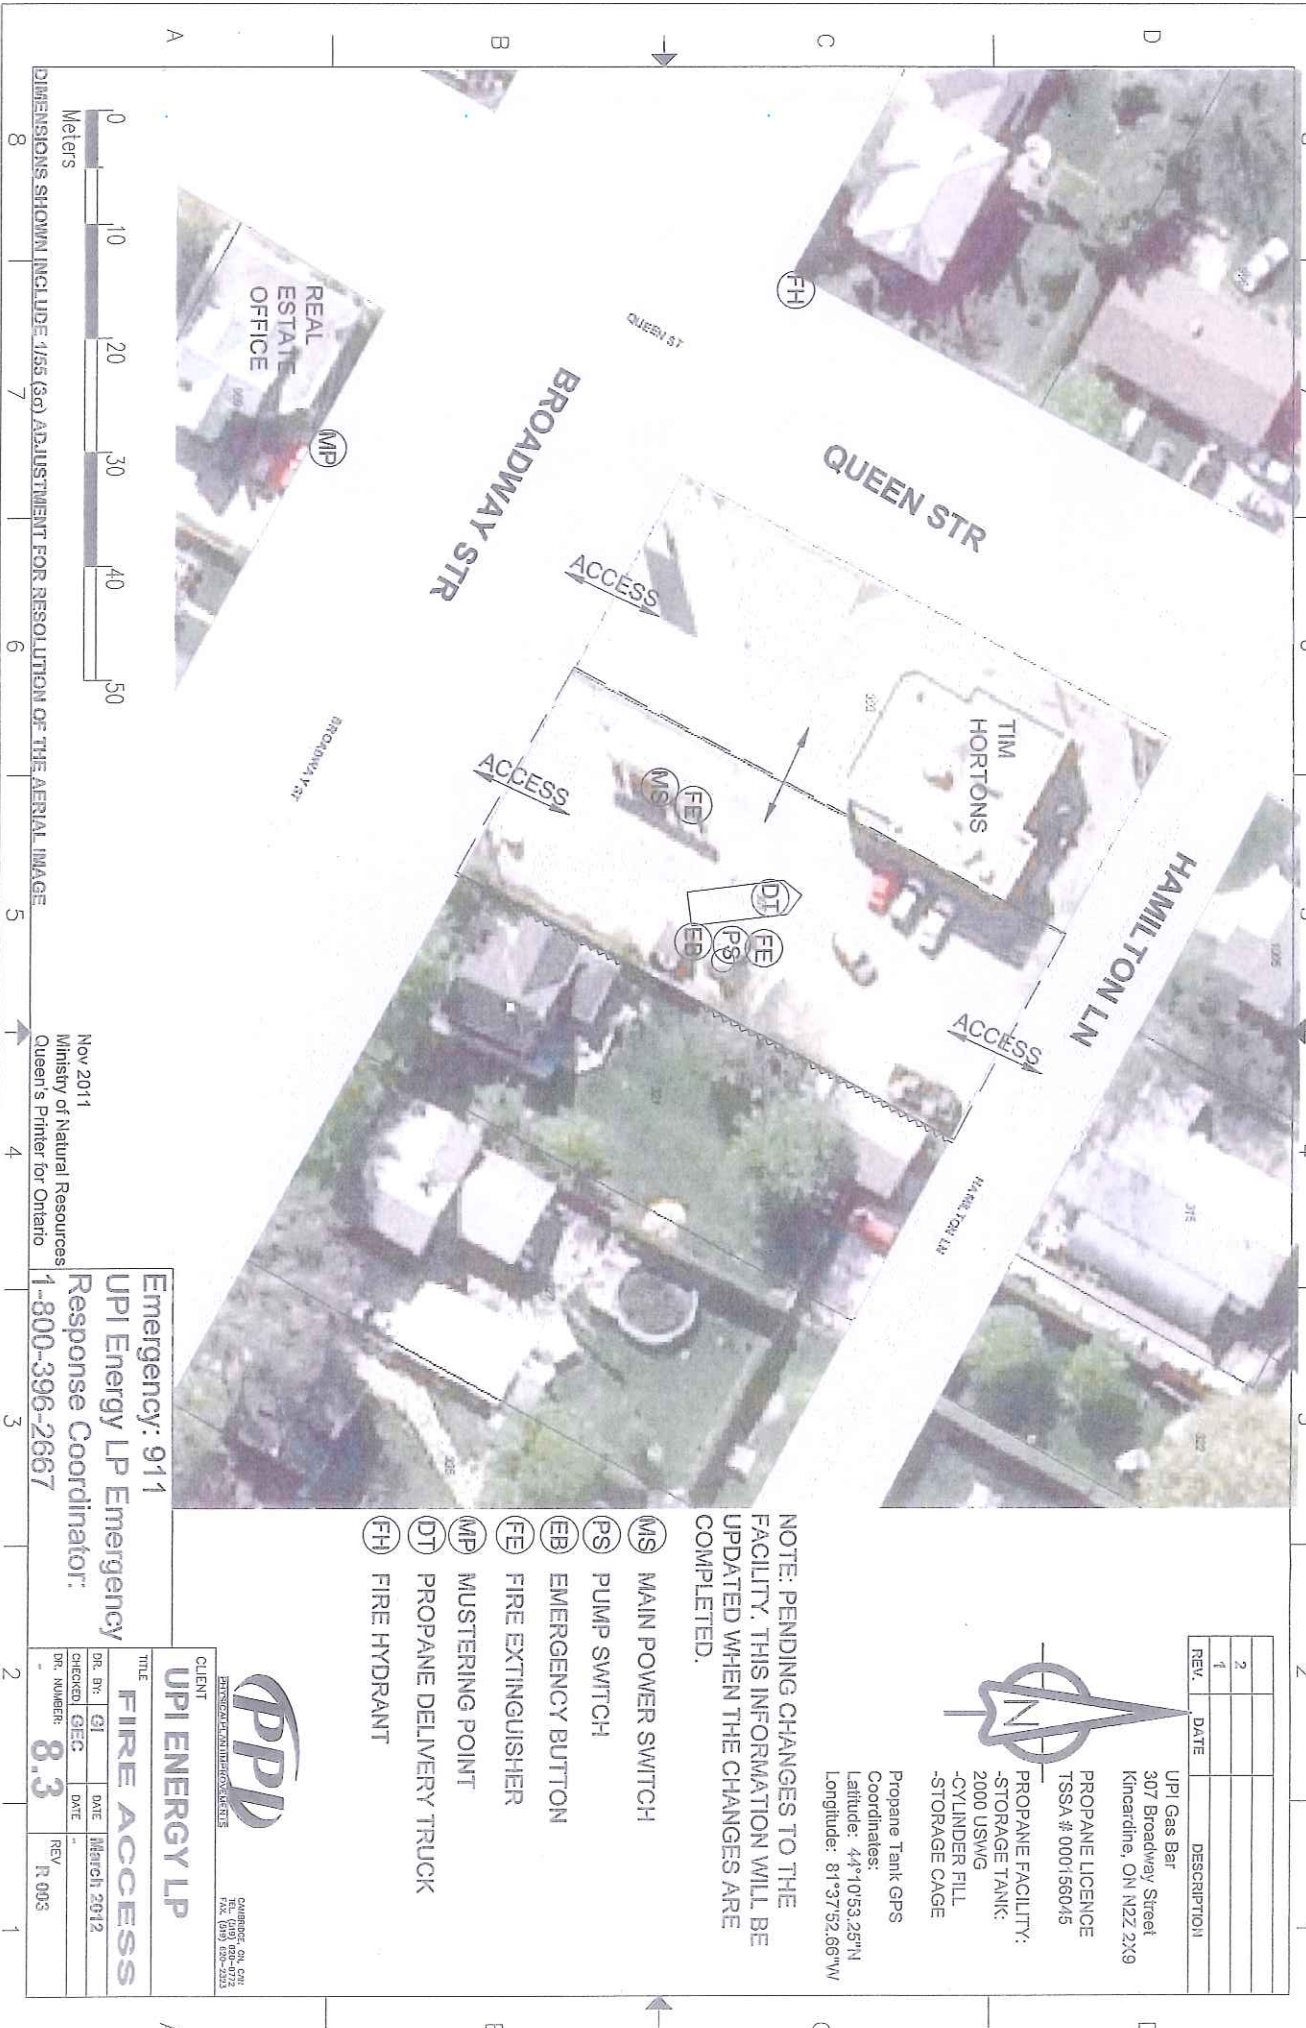 D
C
B
A
8
7
6
5
4
3
2
1
REV.
DATE
DESCRIPTION
2
1
UPI Gas Bar
307 Broadway Street
Kincardine, ON N2Z 2X9
PROPANE LICENCE
TSSA # 000156045
PROPANE FACILITY:
-STORAGE TANK:
2000 USWG
-CYLINDER FILL
-STORAGE CAGE
N
Propane Tank GPS
Coordinates:
Latitude: 44°10'53.25"N
Longitude: 81°37'52.66"W
NOTE: PENDING CHANGES TO THE
FACILITY. THIS INFORMATION WILL BE
UPDATED WHEN THE CHANGES ARE
COMPLETED.
MS MAIN POWER SWITCH
PS PUMP SWITCH
EB EMERGENCY BUTTON
FE FIRE EXTINGUISHER
MP MUSTERING POINT
DT PROPANE DELIVERY TRUCK
FH FIRE HYDRANT
HAMILTON LN
HAMILTON LN
QUEEN STR
QUEEN ST
BROADWAY STR
BROADWAY ST
TIM
HORTONS
REAL
ESTATE
OFFICE
ACCESS
ACCESS
ACCESS
FH
MP
MS
FE
DT
EB
PS
FE
315
0
10
20
30
40
50
Meters
DIMENSIONS SHOWN INCLUDE 1/55 (3σ) ADJUSTMENT FOR RESOLUTION OF THE AERIAL IMAGE
Nov 2011
Ministry of Natural Resources
Queen's Printer for Ontario
Emergency: 911
UPI Energy LP Emergency
Response Coordinator:
1-800-396-2667
PPI
PHYSICAL PLAN IMPROVEMENTS
CAMBRIDGE, ON, CAN
CLIENT
UPI ENERGY LP
TITLE
FIRE ACCESS
DR. BY: GI DATE March 2012
CHECKED GEC DATE -
DR. NUMBER: 8.3 REV R 003
-